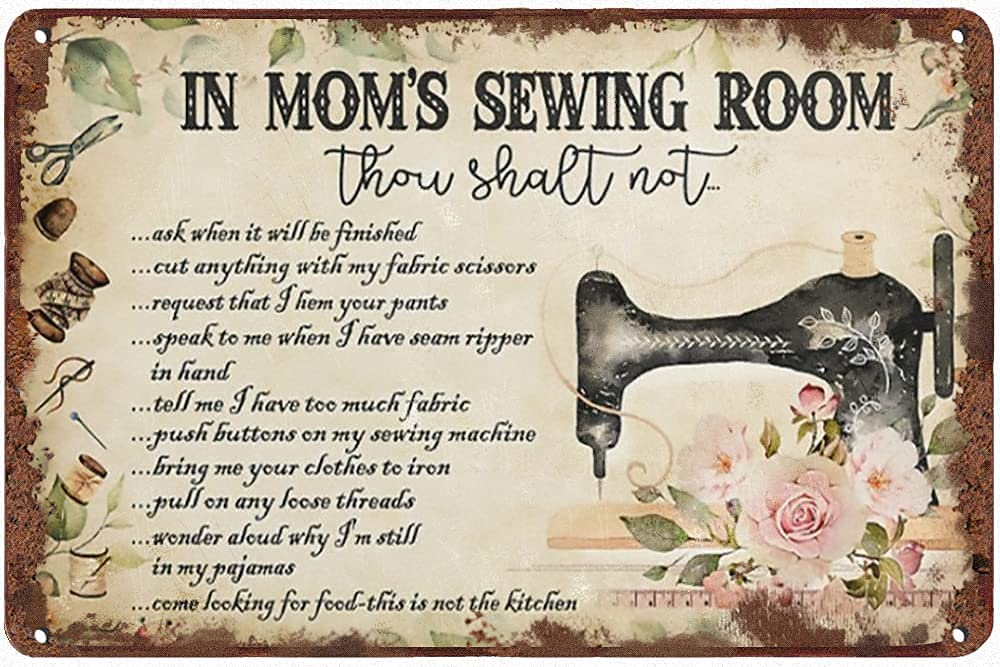 IN MOM'S SEWING ROOM
thou shalt not...
...ask when it will be finished
...cut anything with my fabric scissors
...request that I hem your pants
...speak to me when I have seam ripper
in hand
...tell me I have too much fabric
...push buttons on my sewing machine
...bring me your clothes to iron
...pull on any loose threads
...wonder aloud why I'm still
in my pajamas
...come looking for food-this is not the kitchen